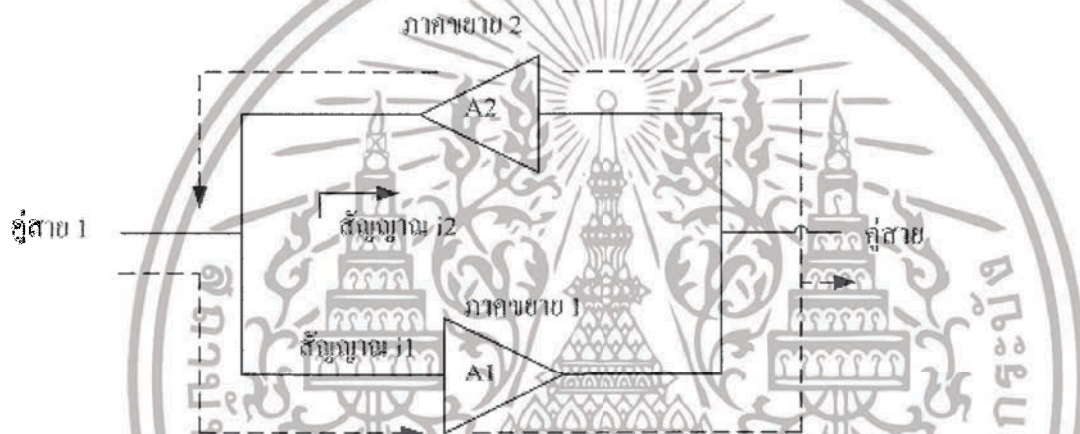 ภาคขยาย 2
A2
คู่สาย 1
สัญญาณ i2
คู่สาย
ภาคขยาย 1
สัญญาณ i1
A1